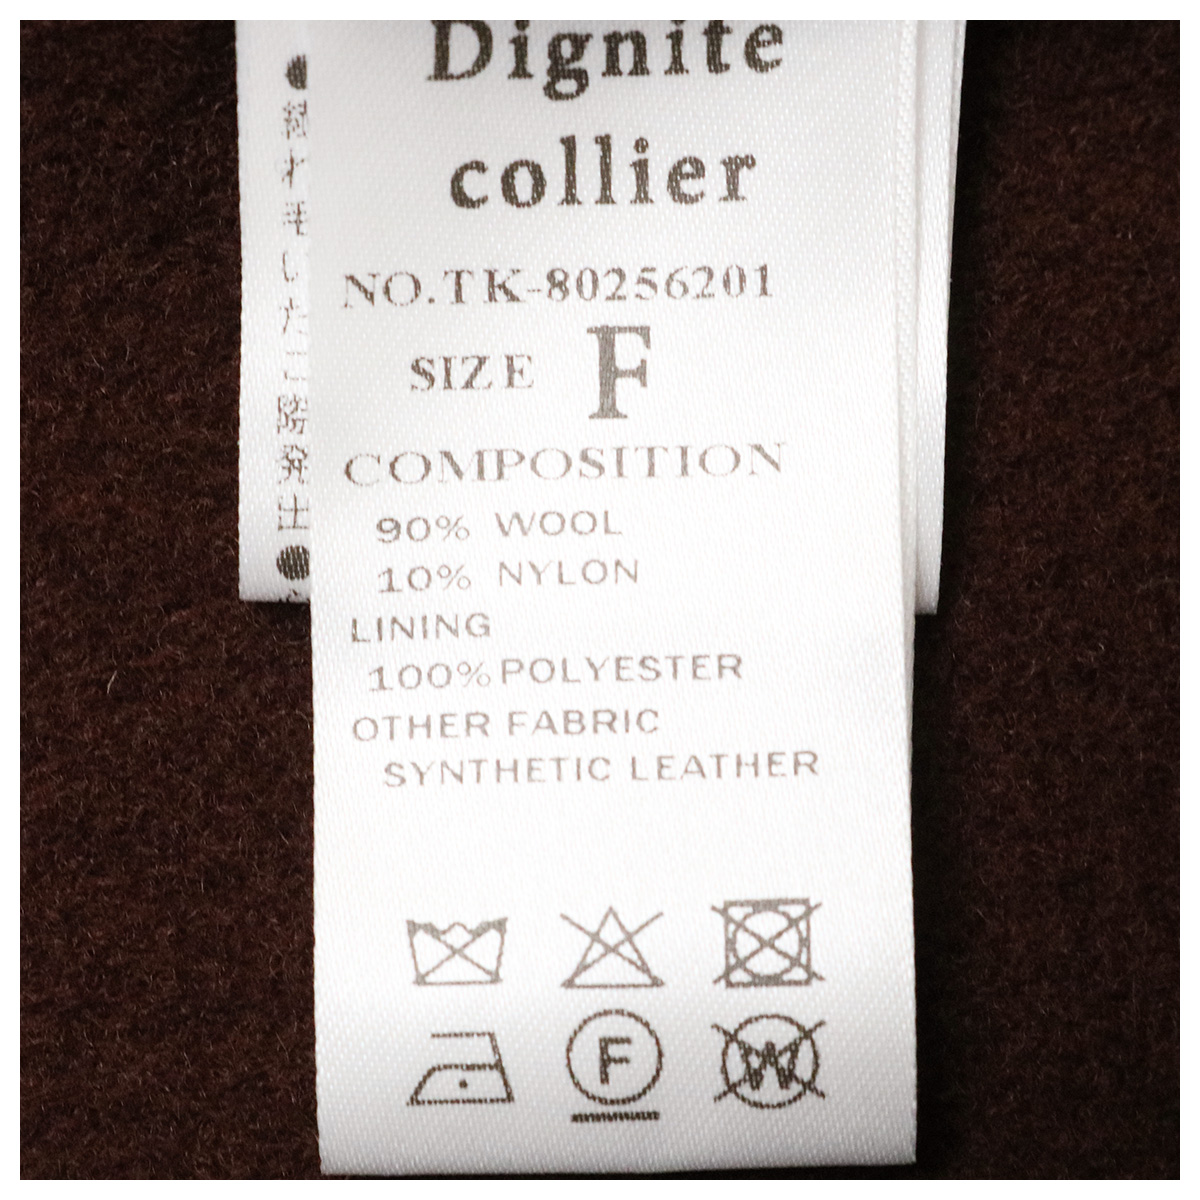 Dignite
collier
NO.TK-80256201
SIZE F
COMPOSITION
90% WOOL
10% NYLON
LINING
100% POLYESTER
OTHER FABRIC
SYNTHETIC LEATHER
F
W